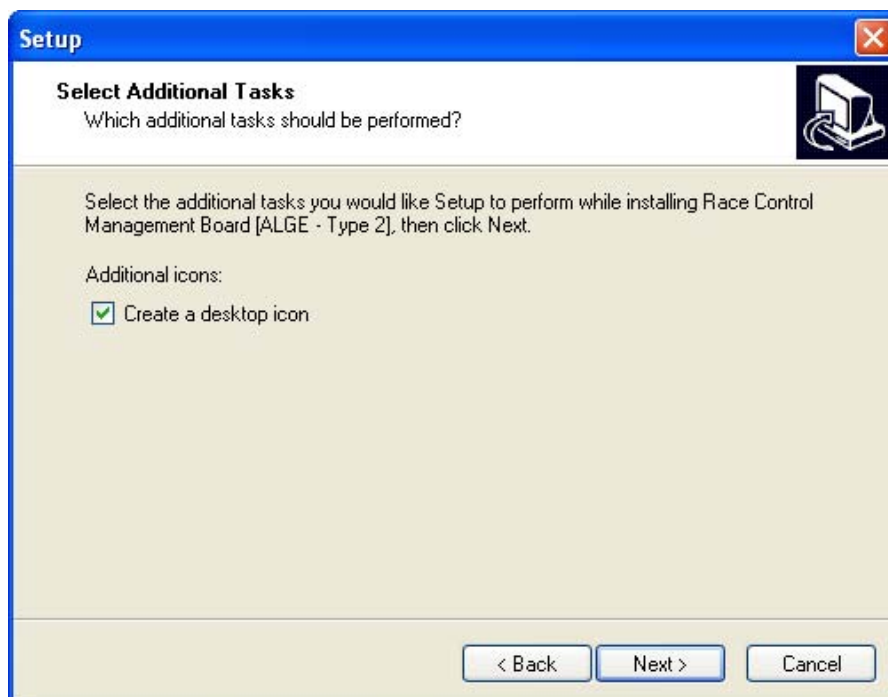 Setup
Select Additional Tasks
Which additional tasks should be performed?
Select the additional tasks you would like Setup to perform while installing Race Control
Management Board [ALGE - Type 2], then click Next.
Additional icons:
Create a desktop icon
< Back
Next >
Cancel